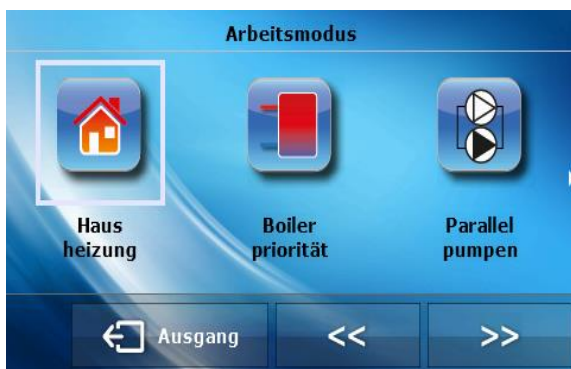 Arbeitsmodus
Haus
heizung
Boiler
priorität
Parallel
pumpen
Ausgang
<<
>>